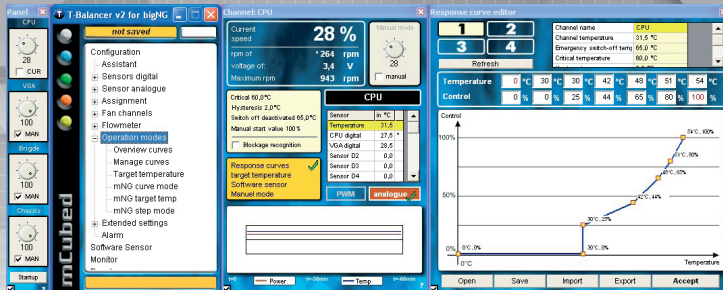 Panel
CPU
28
CUR
VGA
100
MAN
Brigde
100
MAN
Chassis
100
MAN
Startup
T-Balancer v2 for bigNG
mCubed
not saved
Configuration
Assistant
Sensors digital
Sensor analogue
Assignment
Fan channels
Flowmeter
Operation modes
Overview curves
Manage curves
Target temperature
mNG curve mode
mNG target temp
mNG step mode
Extended settings
Alarm
Software Sensor
Monitor
Channel: CPU
Current speed 28 %
rpm of * 264 rpm
voltage of: 3,4 V
Maximum rpm 943 rpm
Manual mode
28
manual
Critical 60,0°C
Hysteresis 2,0°C
Switch off deactivated 65,0°C
Manual start value 100%
Blockage recognition
CPU
Sensor in °C
Temperature 31,5
CPU digital 27,5 *
VGA digital 28,5
Sensor D2 0,0
Sensor D3 0,0
Sensor D4 0,0
Response curves
target temperature
Software sensor
Manuel mode
PWM analogue
t=0 Power t=-30min Temp t=-60min
?
Response curve editor
1 2
3 4
Refresh
Channel name CPU
Channel temperature 31,5 °C
Emergency switch-off temp 65,0 °C
Critical temperature 60,0 °C
Temperature 0 °C 30 °C 30 °C 42 °C 48 °C 51 °C 54 °C
Control 0 % 0 % 25 % 44 % 65 % 80 % 100 %
Control
100%
54°C, 100%
51°C, 80%
48°C, 65%
50%
42°C, 44%
30°C, 25%
0%
0°C, 0%
30°C, 0%
0°C
Temperature
Open Save Import Export Accept
?